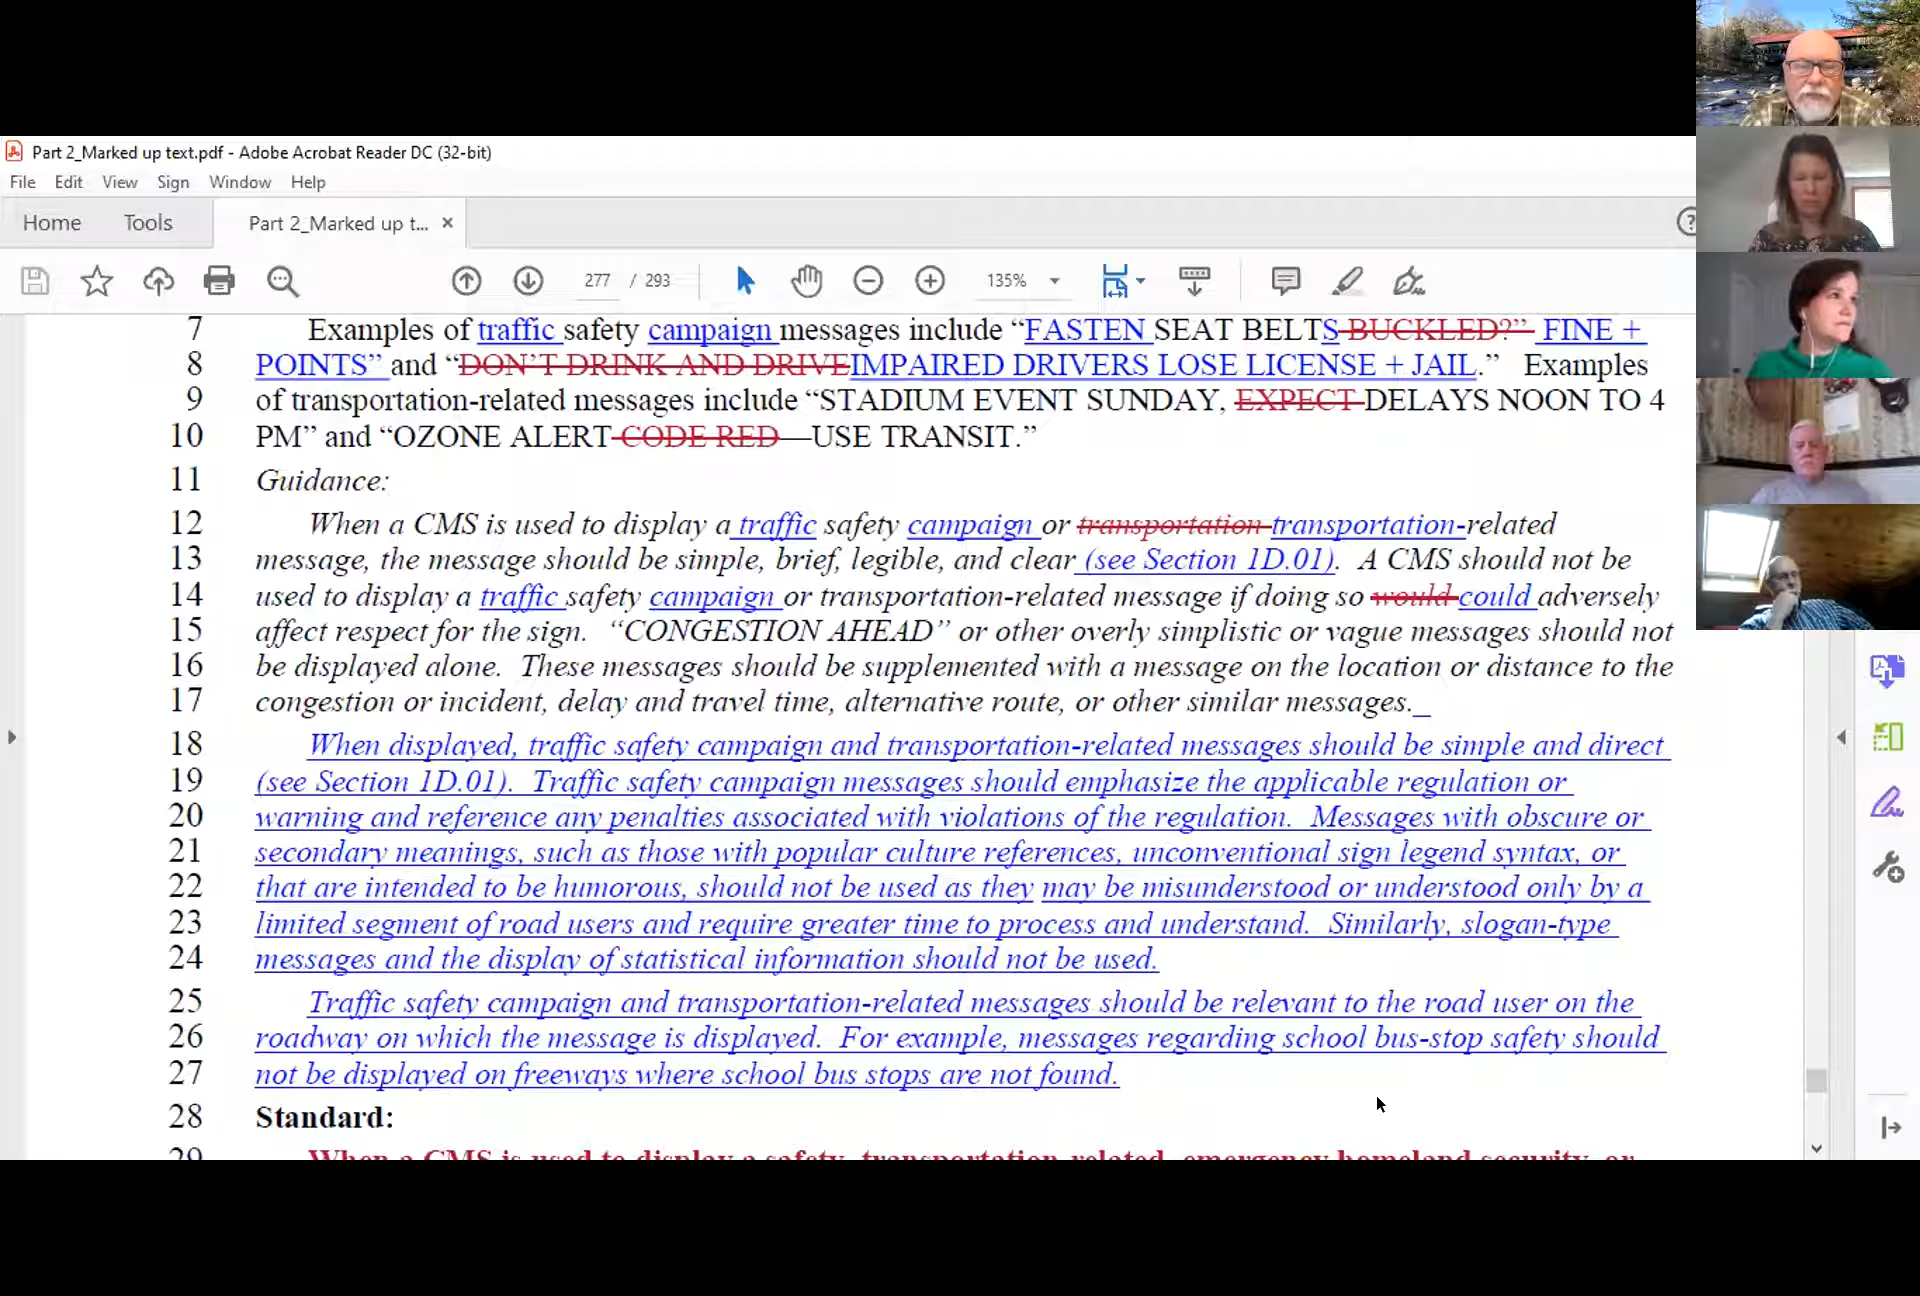 Part 2_Marked up text.pdf - Adobe Acrobat Reader DC (32-bit)
File Edit View Sign Window Help
Home Tools Part 2_Marked up t... ×
277 / 293 135%
7 Examples of traffic safety campaign messages include “FASTEN SEAT BELTS BUCKLED?” FINE +
8 POINTS” and “DON’T DRINK AND DRIVEIMPAIRED DRIVERS LOSE LICENSE + JAIL.” Examples
9 of transportation-related messages include “STADIUM EVENT SUNDAY, EXPECT DELAYS NOON TO 4
10 PM” and “OZONE ALERT CODE RED—USE TRANSIT.”
11 Guidance:
12 When a CMS is used to display a traffic safety campaign or transportation transportation-related
13 message, the message should be simple, brief, legible, and clear (see Section 1D.01). A CMS should not be
14 used to display a traffic safety campaign or transportation-related message if doing so would could adversely
15 affect respect for the sign. “CONGESTION AHEAD” or other overly simplistic or vague messages should not
16 be displayed alone. These messages should be supplemented with a message on the location or distance to the
17 congestion or incident, delay and travel time, alternative route, or other similar messages.
18 When displayed, traffic safety campaign and transportation-related messages should be simple and direct
19 (see Section 1D.01). Traffic safety campaign messages should emphasize the applicable regulation or
20 warning and reference any penalties associated with violations of the regulation. Messages with obscure or
21 secondary meanings, such as those with popular culture references, unconventional sign legend syntax, or
22 that are intended to be humorous, should not be used as they may be misunderstood or understood only by a
23 limited segment of road users and require greater time to process and understand. Similarly, slogan-type
24 messages and the display of statistical information should not be used.
25 Traffic safety campaign and transportation-related messages should be relevant to the road user on the
26 roadway on which the message is displayed. For example, messages regarding school bus-stop safety should
27 not be displayed on freeways where school bus stops are not found.
28 Standard:
29 When a CMS is used to display a safety, transportation-related, emergency homeland security, or